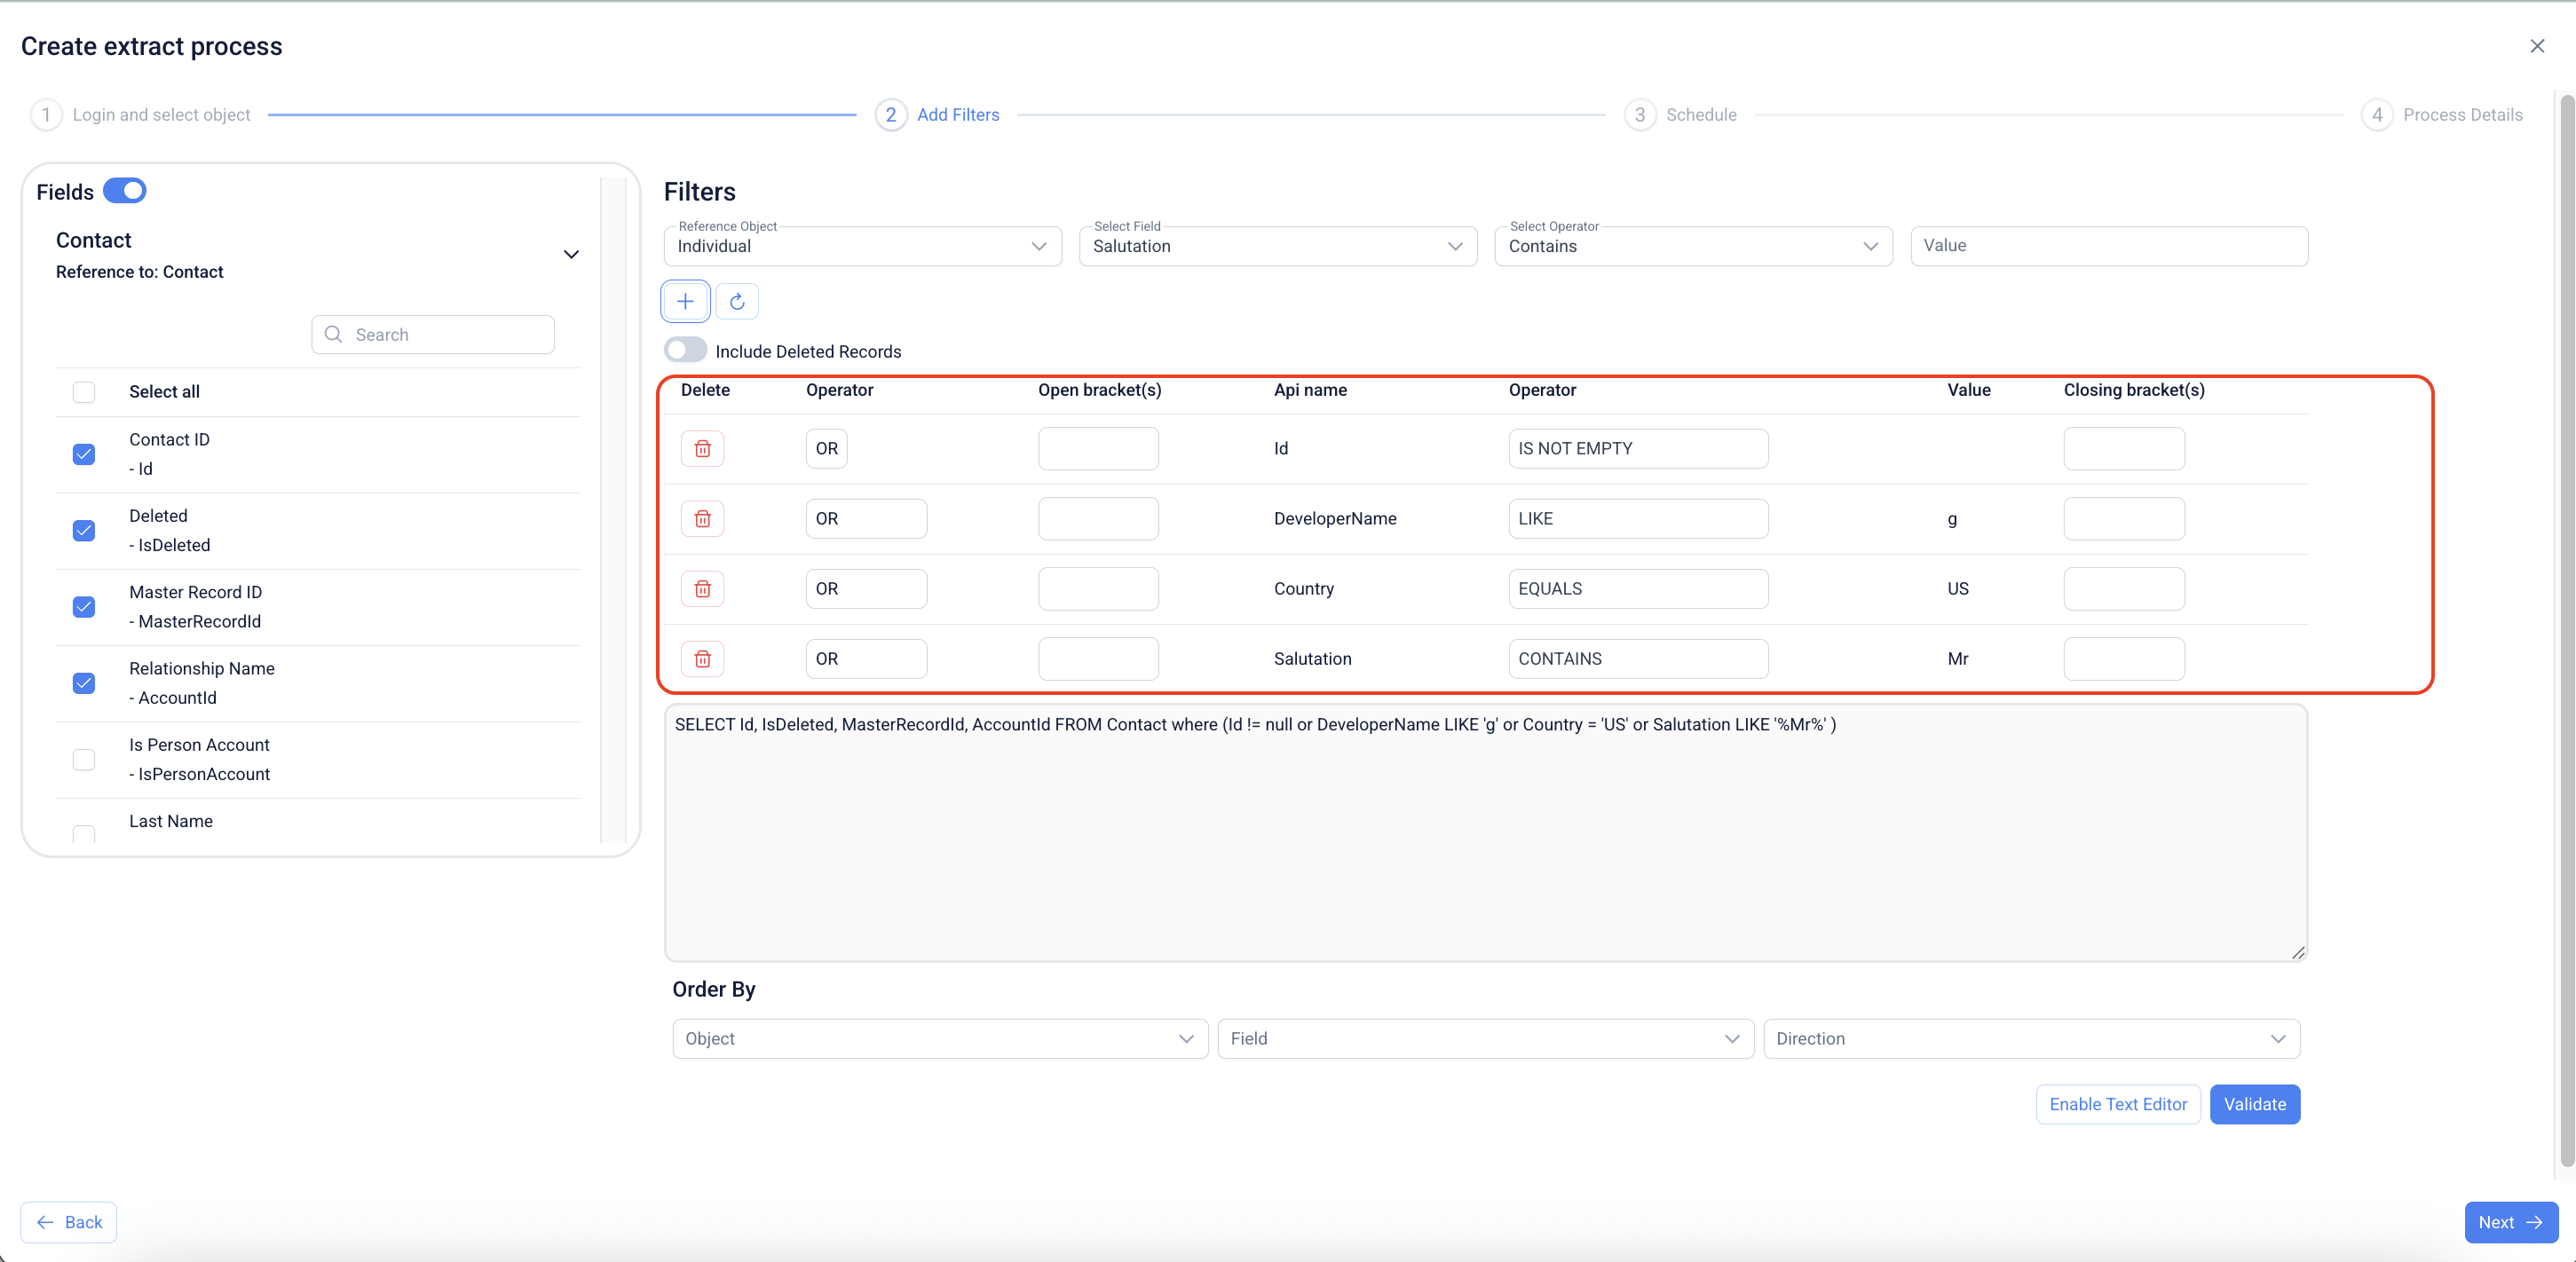 Create extract process
1 Login and select object 2 Add Filters 3 Schedule 4 Process Details
Fields
Contact
Reference to: Contact
Search
Select all
Contact ID
- Id
Deleted
- IsDeleted
Master Record ID
- MasterRecordId
Relationship Name
- AccountId
Is Person Account
- IsPersonAccount
Last Name
Filters
Reference Object Select Field Select Operator
Individual Salutation Contains Value
Include Deleted Records
Delete Operator Open bracket(s) Api name Operator Value Closing bracket(s)
OR Id IS NOT EMPTY
OR DeveloperName LIKE g
OR Country EQUALS US
OR Salutation CONTAINS Mr
SELECT Id, IsDeleted, MasterRecordId, AccountId FROM Contact where (Id != null or DeveloperName LIKE 'g' or Country = 'US' or Salutation LIKE '%Mr%' )
Order By
Object Field Direction
Enable Text Editor Validate
Back Next